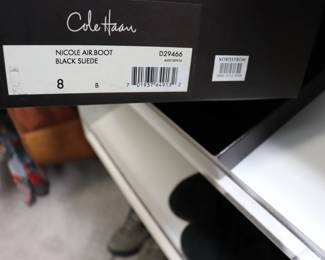 Cole Haan
NICOLE AIR.BOOT
BLACK SUEDE
D29466
8
B
NORDSTROM